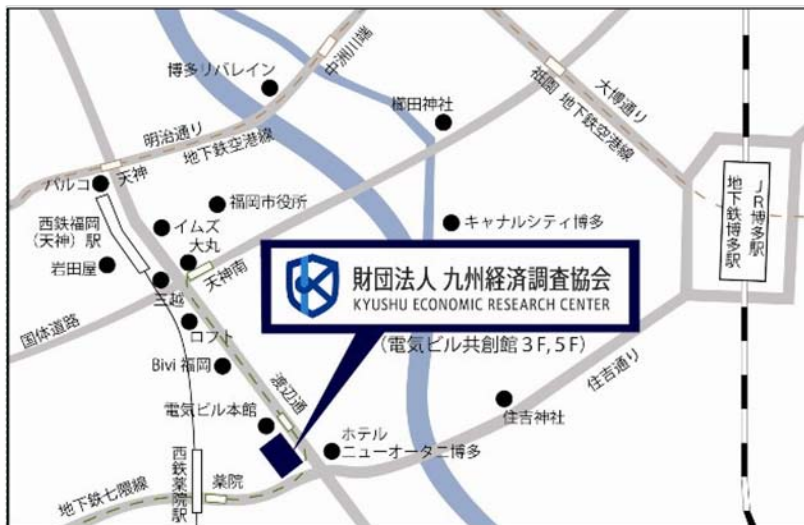 中洲川端
博多リバレイン
櫛田神社
祇園
大博通り
地下鉄空港線
明治通り
地下鉄空港線
天神
パルコ
福岡市役所
西鉄福岡
(天神)駅
イムズ
大丸
キャナルシティ博多
JR博多駅
地下鉄博多駅
岩田屋
三越
天神南
財団法人 九州経済調査協会
KYUSHU ECONOMIC RESEARCH CENTER
(電気ビル共創館3F,5F)
国体道路
ロフト
Bivi福岡
渡辺通
住吉通り
電気ビル本館
住吉神社
ホテル
ニューオータニ博多
西鉄薬院駅
薬院
地下鉄七隈線